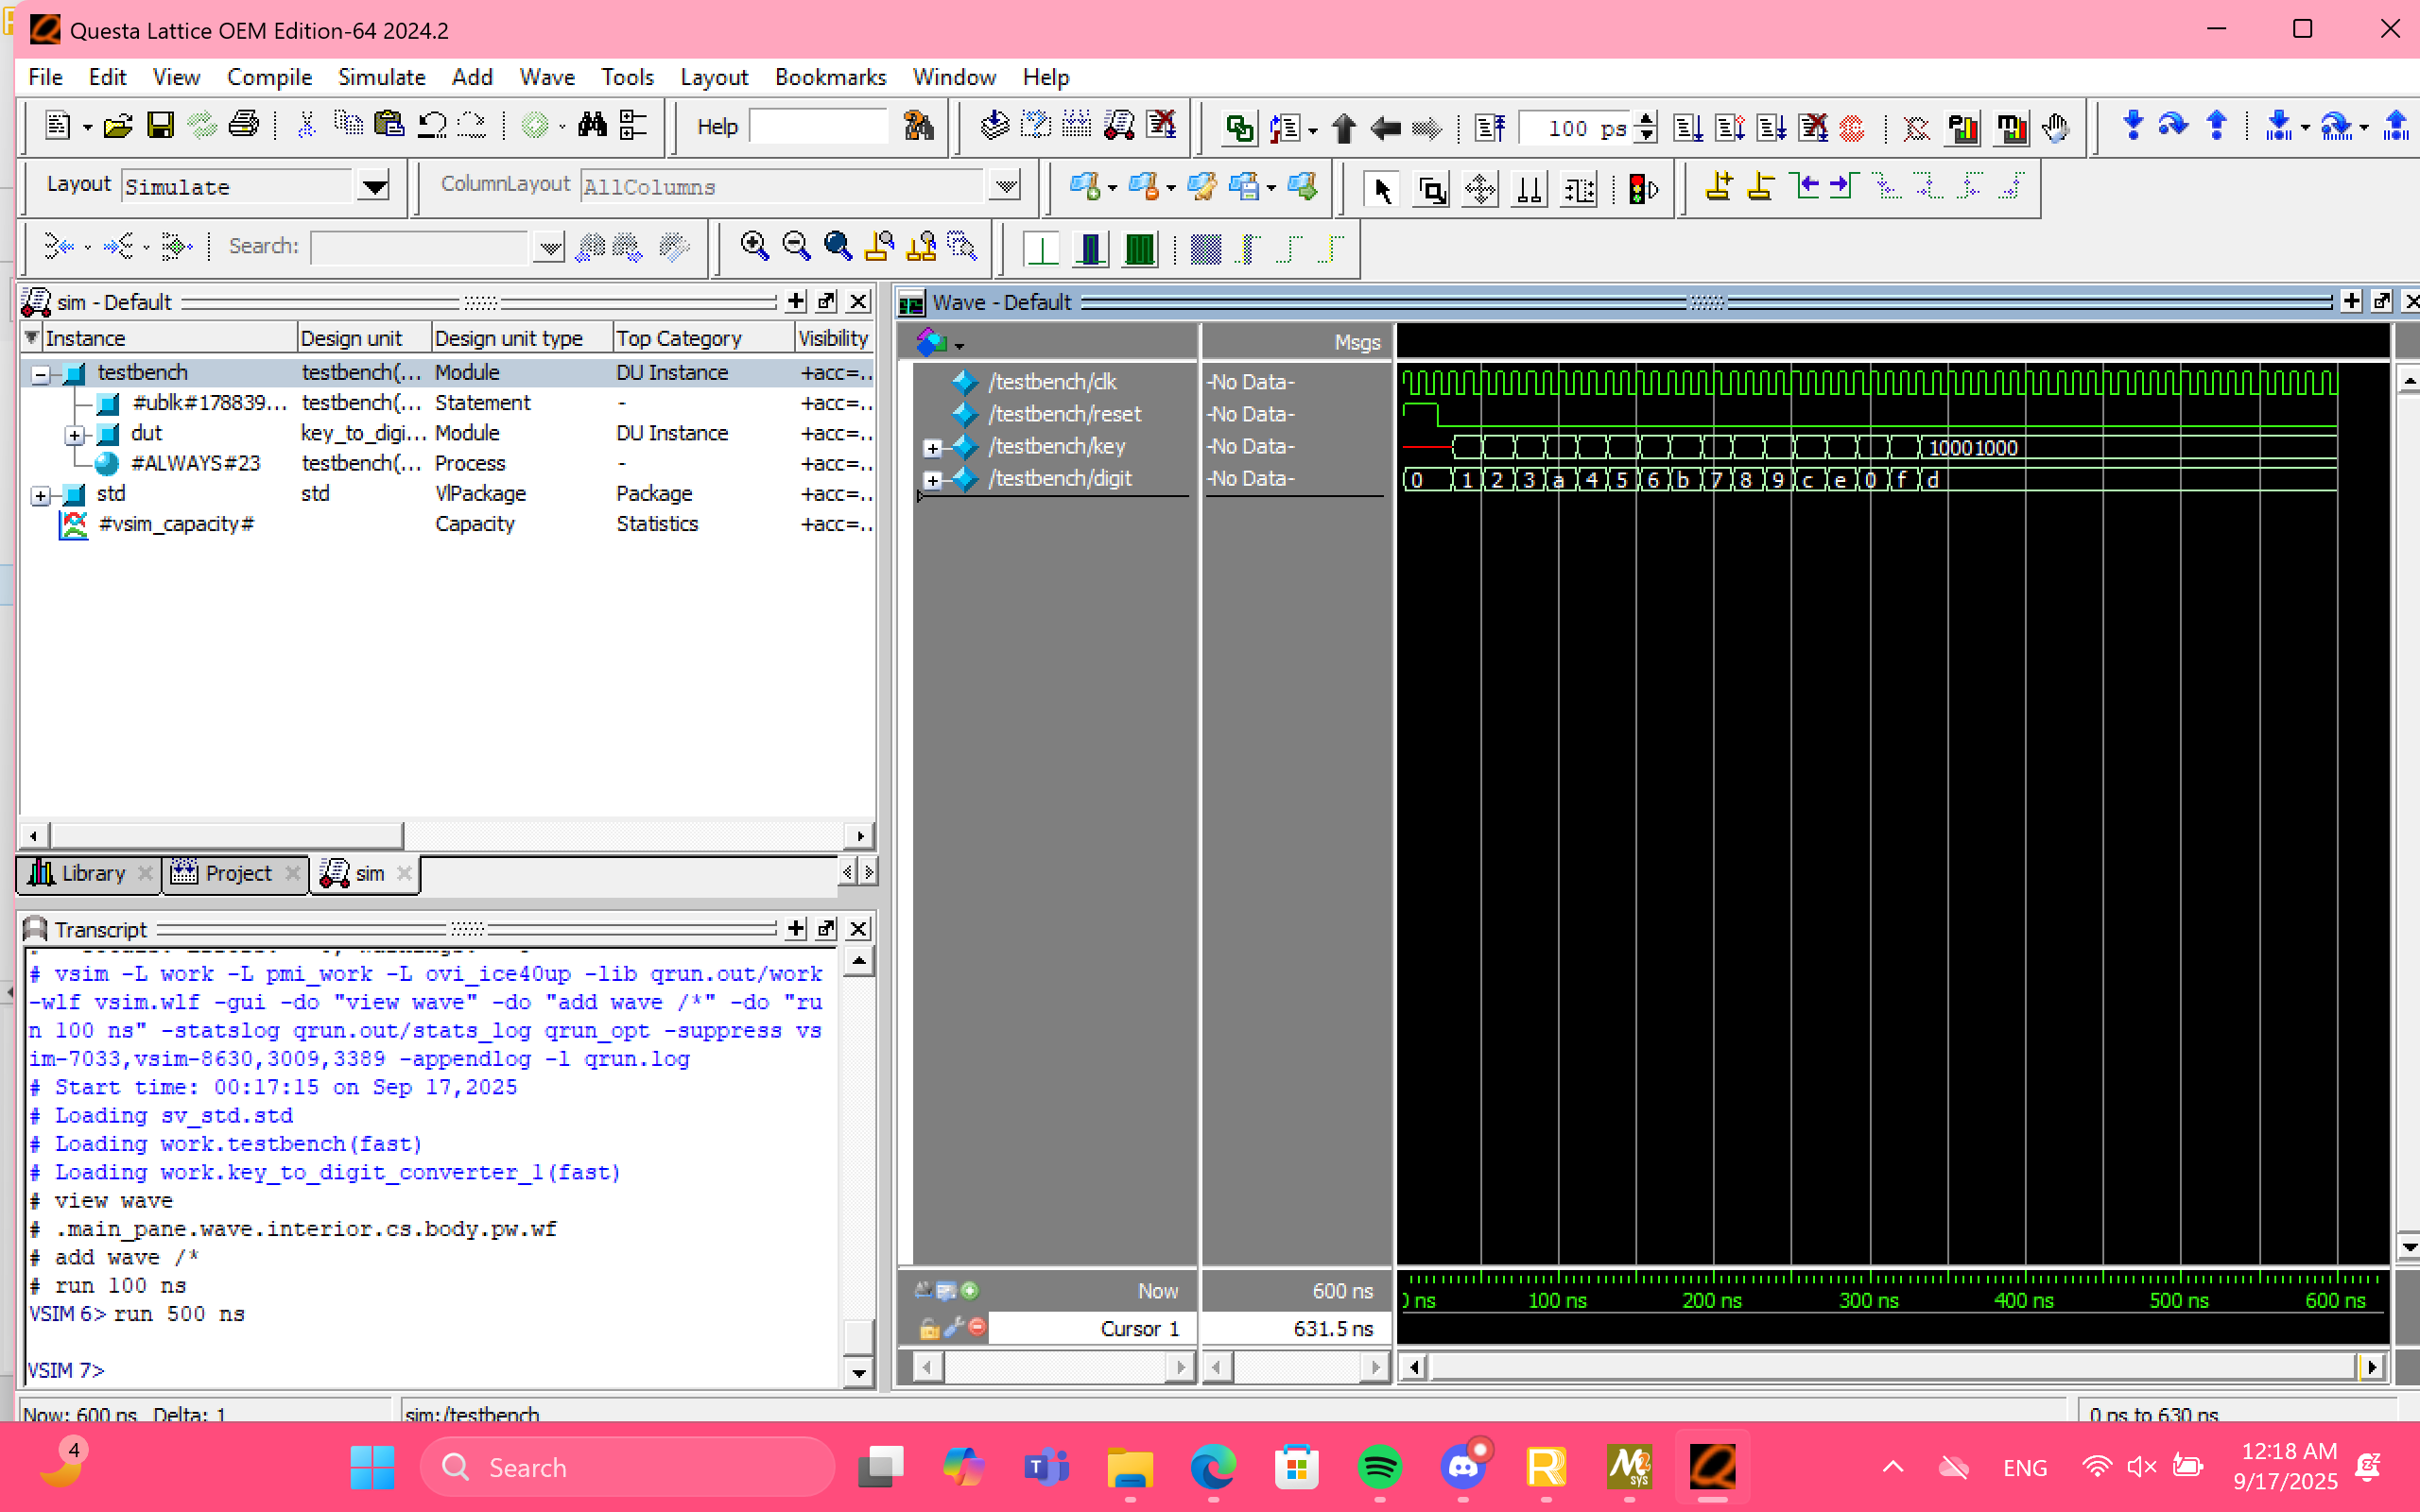 Questa Lattice OEM Edition-64 2024.2
File Edit View Compile Simulate Add Wave Tools Layout Bookmarks Window Help
Help 100 ps
Layout Simulate ColumnLayout AllColumns
Search:
sim - Default
Instance Design unit Design unit type Top Category Visibility
testbench testbench(... Module DU Instance +acc=..
#ublk#178839... testbench(... Statement - +acc=..
dut key_to_digi... Module DU Instance +acc=..
#ALWAYS#23 testbench(... Process - +acc=..
std std VlPackage Package +acc=..
#vsim_capacity# Capacity Statistics +acc=..
Library Project sim
Wave - Default
Msgs
/testbench/clk -No Data-
/testbench/reset -No Data-
/testbench/key -No Data- 10001000
/testbench/digit -No Data- 0 1 2 3 a 4 5 6 b 7 8 9 c e 0 f d
Now 600 ns
Cursor 1 631.5 ns
ns 100 ns 200 ns 300 ns 400 ns 500 ns 600 ns
Transcript
# vsim -L work -L pmi_work -L ovi_ice40up -lib qrun.out/work
-wlf vsim.wlf -gui -do "view wave" -do "add wave /*" -do "ru
n 100 ns" -statslog qrun.out/stats_log qrun_opt -suppress vs
im-7033,vsim-8630,3009,3389 -appendlog -l qrun.log
# Start time: 00:17:15 on Sep 17,2025
# Loading sv_std.std
# Loading work.testbench(fast)
# Loading work.key_to_digit_converter_1(fast)
# view wave
# .main_pane.wave.interior.cs.body.pw.wf
# add wave /*
# run 100 ns
VSIM 6> run 500 ns
VSIM 7>
Now: 600 ns Delta: 1 sim:/testbench 0 ps to 630 ns
4
Search
ENG
12:18 AM
9/17/2025